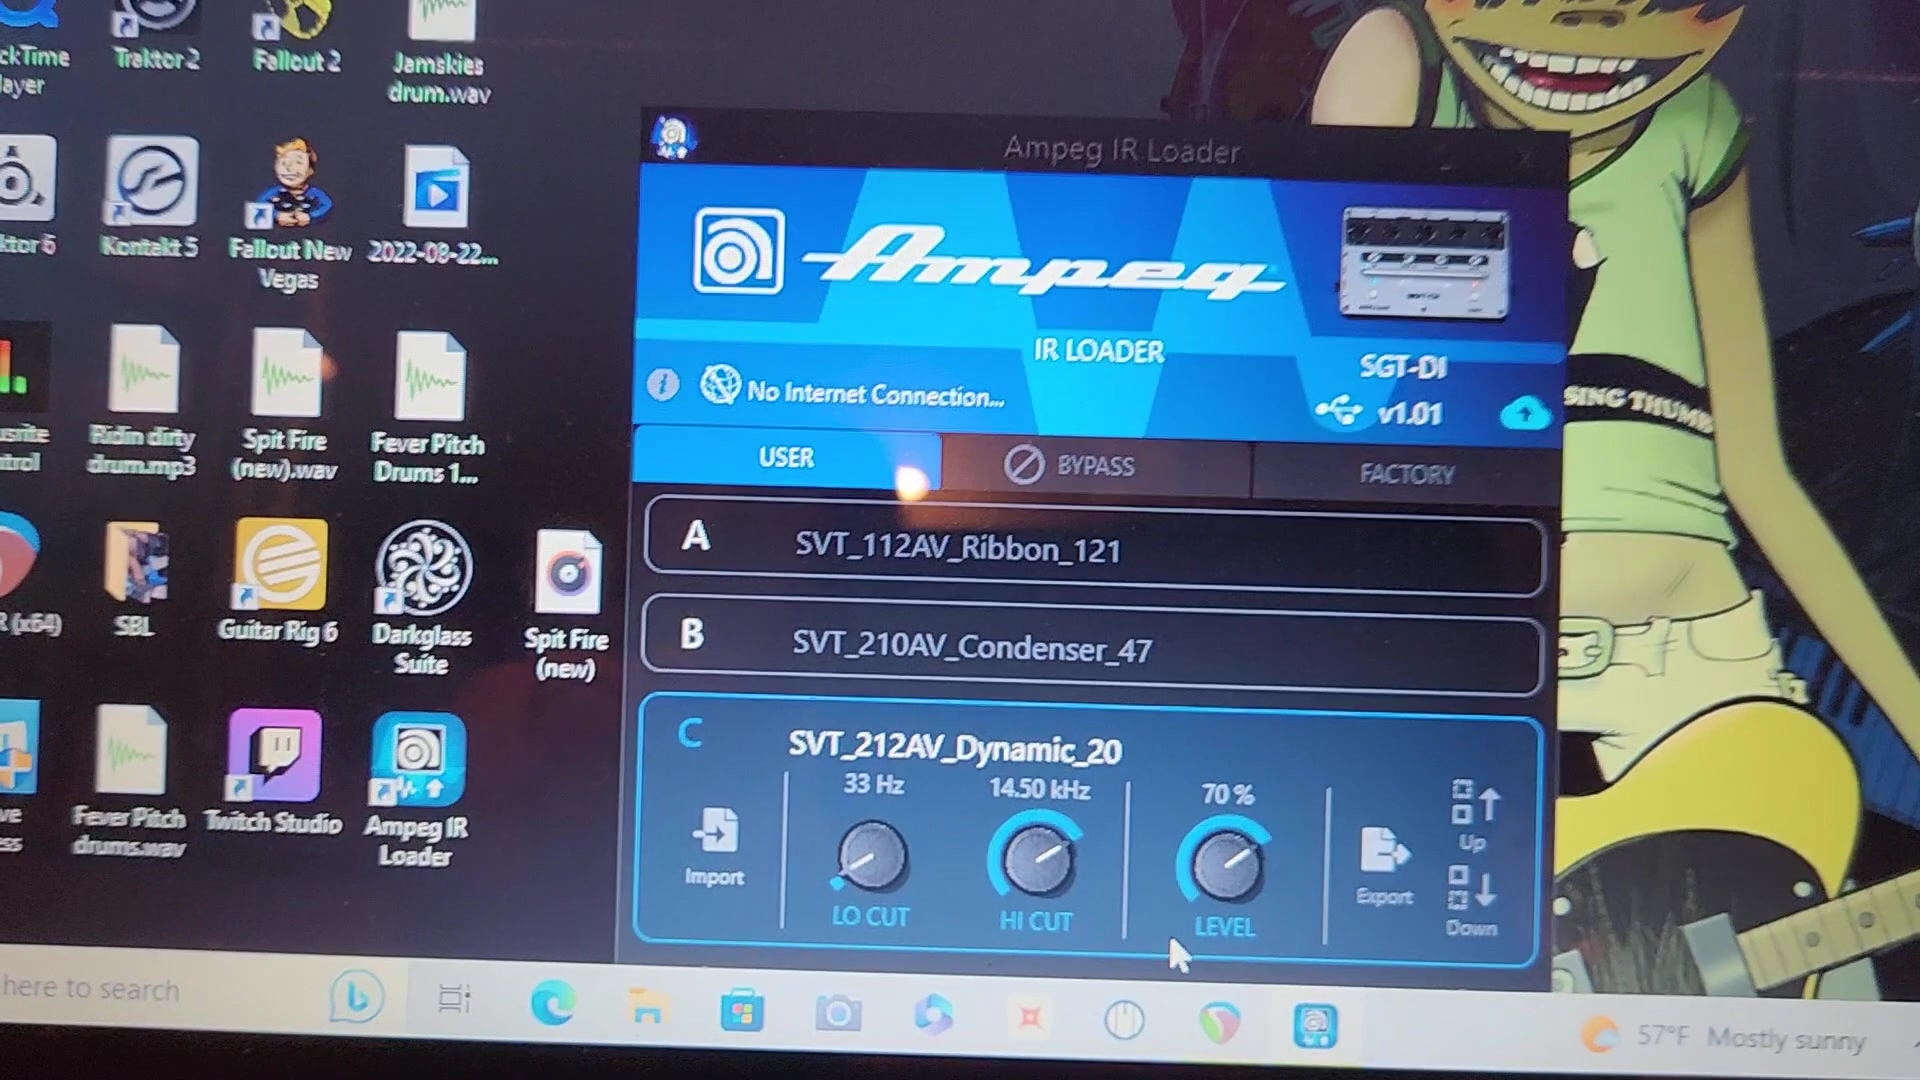 Traktor 2
Fallout 2
Jamskies
drum.wav
ckTime
layer
Kontakt 5
Fallout New
Vegas
2022-08-22...
ktor 6
Ridin dirty
drum.mp3
Spit Fire
(new).wav
Fever Pitch
Drums 1...
R (x64)
SBL
Guitar Rig 6
Darkglass
Suite
Spit Fire
(new)
Fever Pitch
drums.wav
Twitch Studio
Ampeg IR
Loader
Ampeg IR Loader
Ampeg
IR LOADER
SGT-DI
No Internet Connection...
v1.01
USER
BYPASS
FACTORY
A
SVT_112AV_Ribbon_121
B
SVT_210AV_Condenser_47
C
SVT_212AV_Dynamic_20
33 Hz
14.50 kHz
70 %
Import
LO CUT
HI CUT
LEVEL
Export
Up
Down
here to search
57°F Mostly sunny